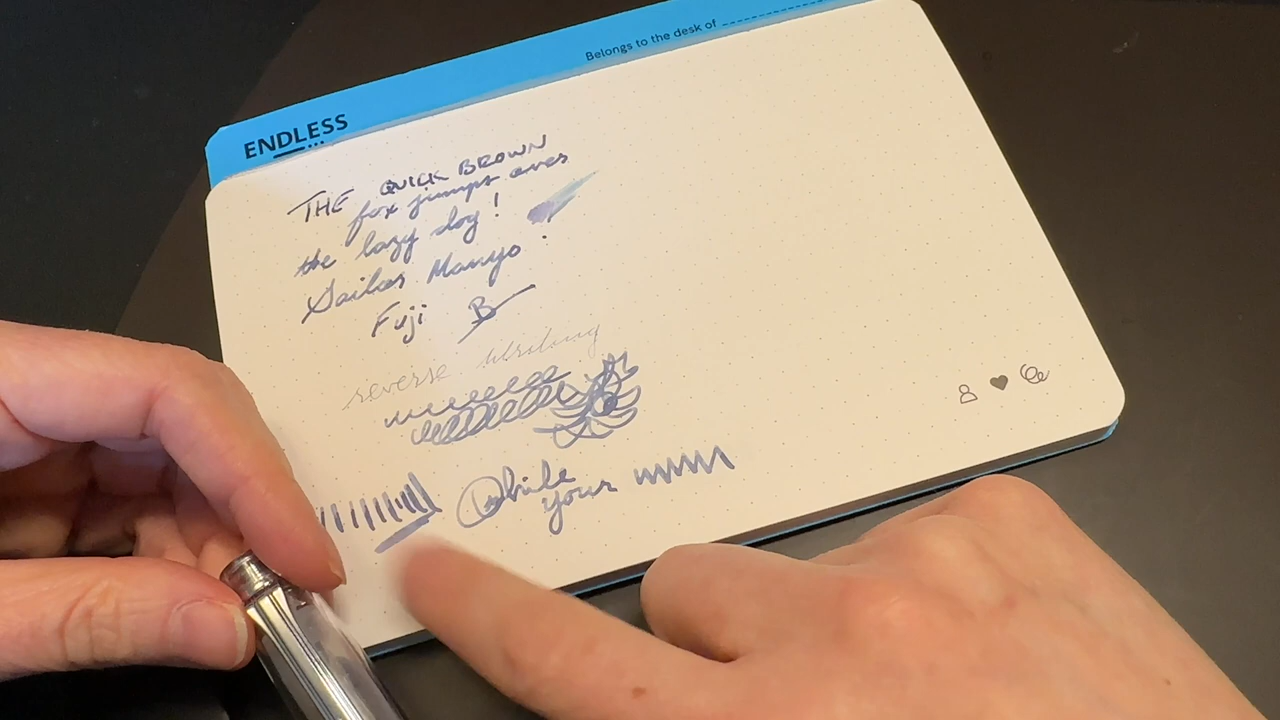 Belongs to the desk of
ENDLESS
THE QUICK BROWN
fox jumps over
the lazy dog!
Sailor Manyo
Fuji B
reverse writing
While
your